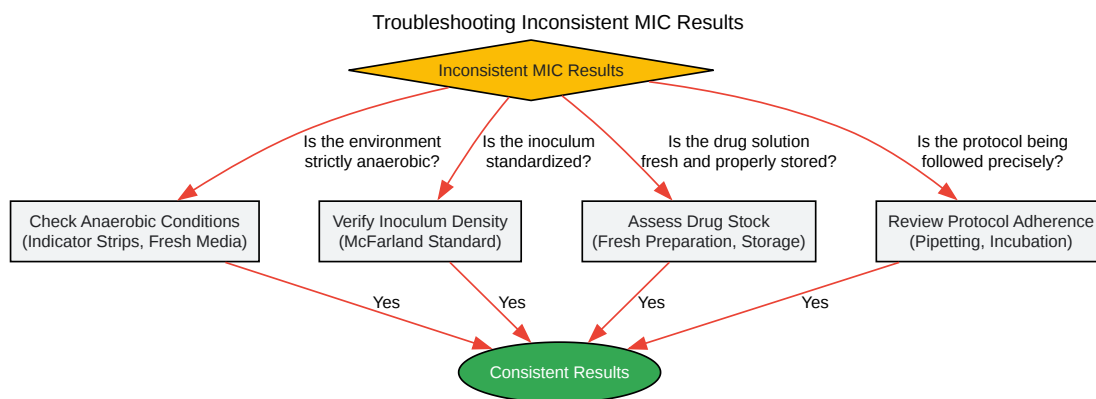 Troubleshooting Inconsistent MIC Results
Inconsistent MIC Results
Is the environment
strictly anaerobic?
Is the inoculum
standardized?
Is the drug solution
fresh and properly stored?
Is the protocol being
followed precisely?
Check Anaerobic Conditions
(Indicator Strips, Fresh Media)
Verify Inoculum Density
(McFarland Standard)
Assess Drug Stock
(Fresh Preparation, Storage)
Review Protocol Adherence
(Pipetting, Incubation)
Yes
Yes
Yes
Yes
Consistent Results